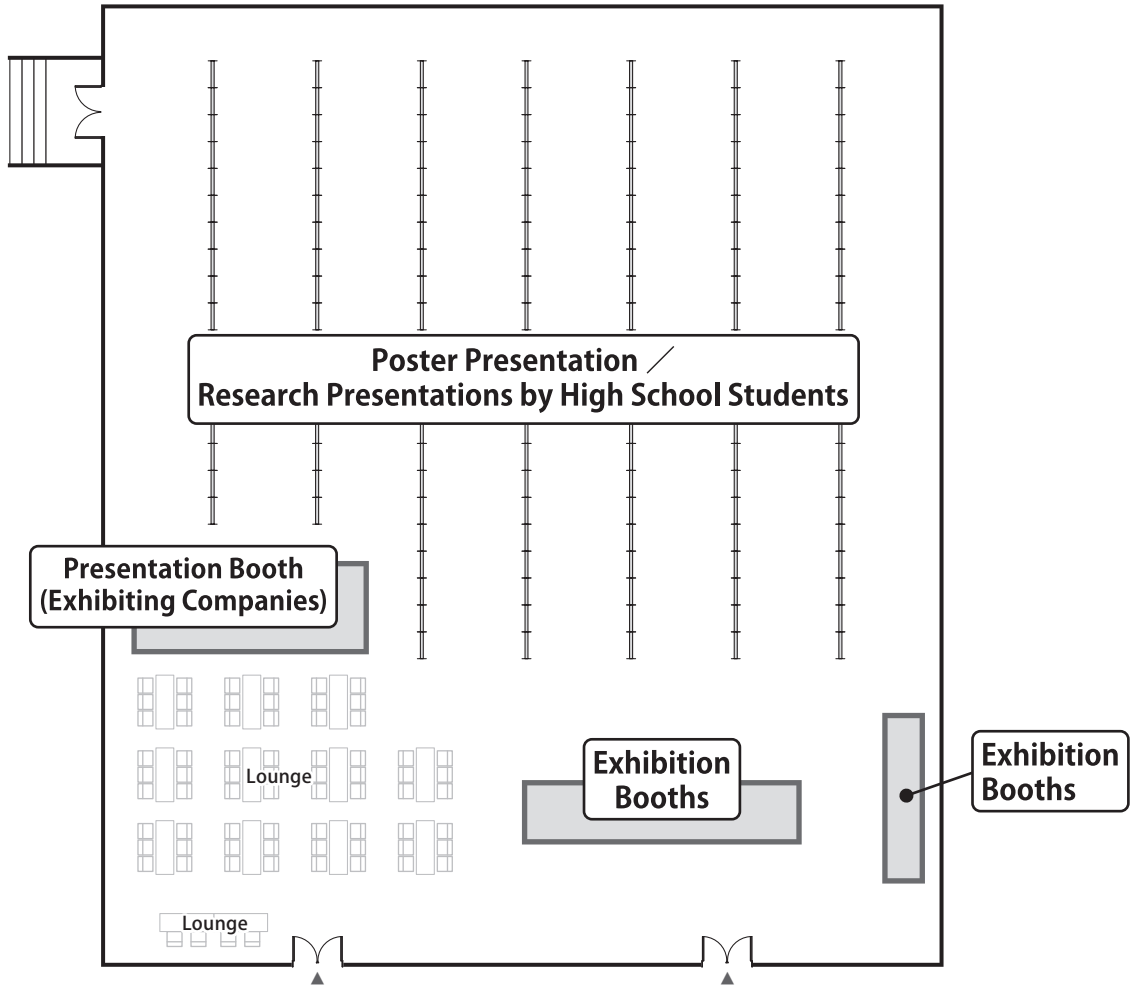 Poster Presentation ／
Research Presentations by High School Students
Presentation Booth
(Exhibiting Companies)
Lounge
Exhibition
Booths
Exhibition
Booths
Lounge